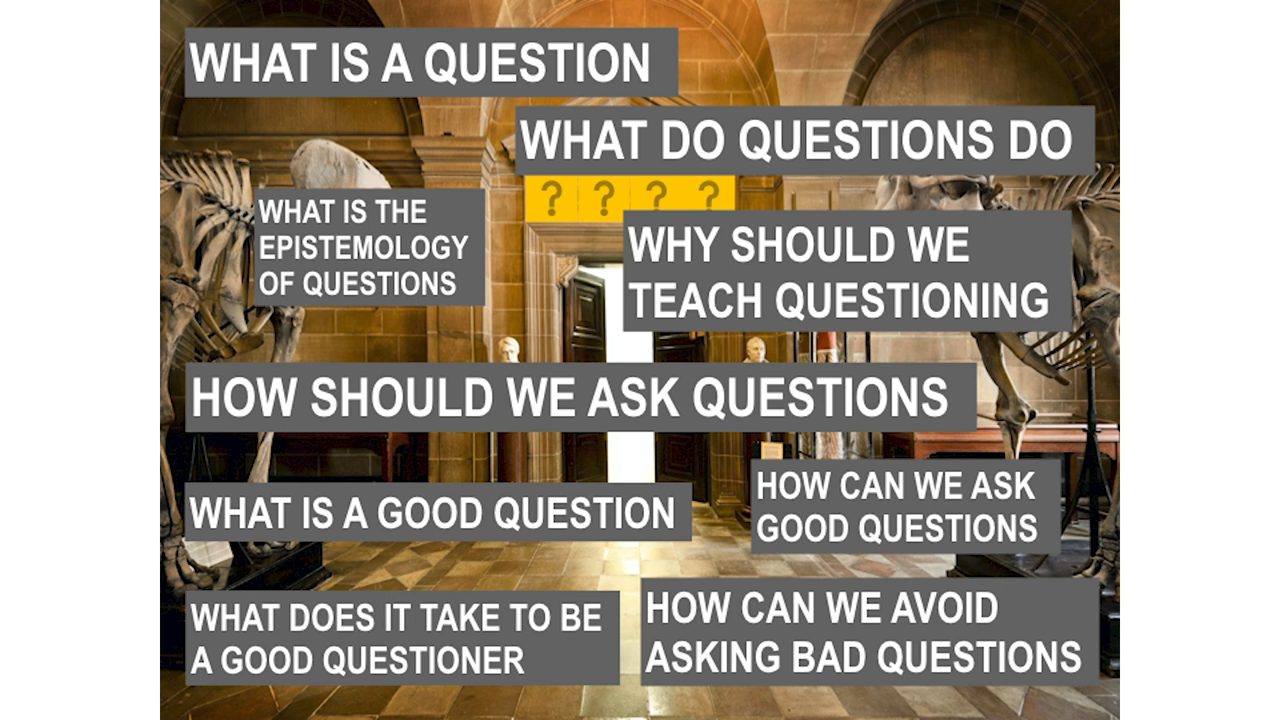 WHAT IS A QUESTION
WHAT DO QUESTIONS DO
? ? ? ?
WHAT IS THE
EPISTEMOLOGY
OF QUESTIONS
WHY SHOULD WE
TEACH QUESTIONING
HOW SHOULD WE ASK QUESTIONS
WHAT IS A GOOD QUESTION
HOW CAN WE ASK
GOOD QUESTIONS
WHAT DOES IT TAKE TO BE
A GOOD QUESTIONER
HOW CAN WE AVOID
ASKING BAD QUESTIONS